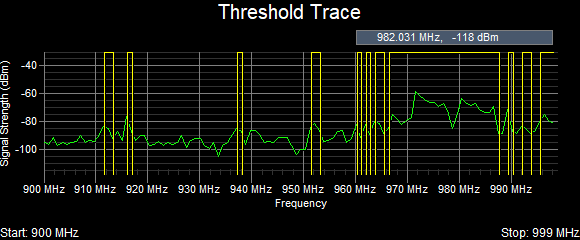 Threshold Trace
982.031 MHz, -118 dBm
Signal Strength (dBm)
-40
-60
-80
-100
900 MHz 910 MHz 920 MHz 930 MHz 940 MHz 950 MHz 960 MHz 970 MHz 980 MHz 990 MHz
Frequency
Start: 900 MHz Stop: 999 MHz